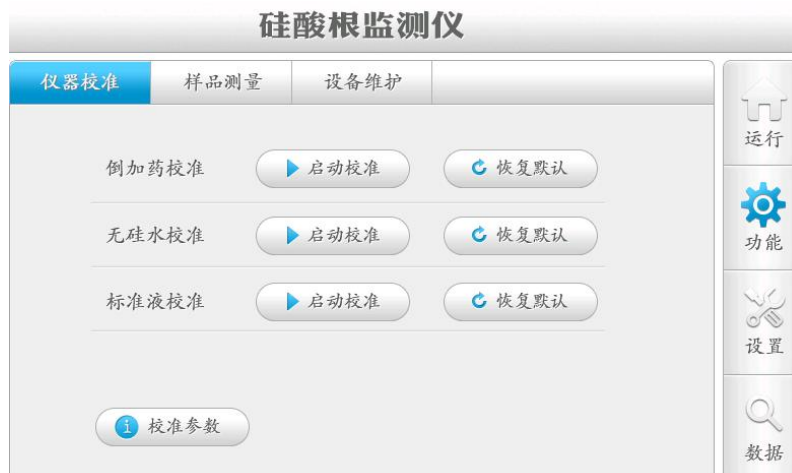 硅酸根监测仪
仪器校准 样品测量 设备维护
倒加药校准 启动校准 恢复默认
无硅水校准 启动校准 恢复默认
标准液校准 启动校准 恢复默认
校准参数
运行
功能
设置
数据